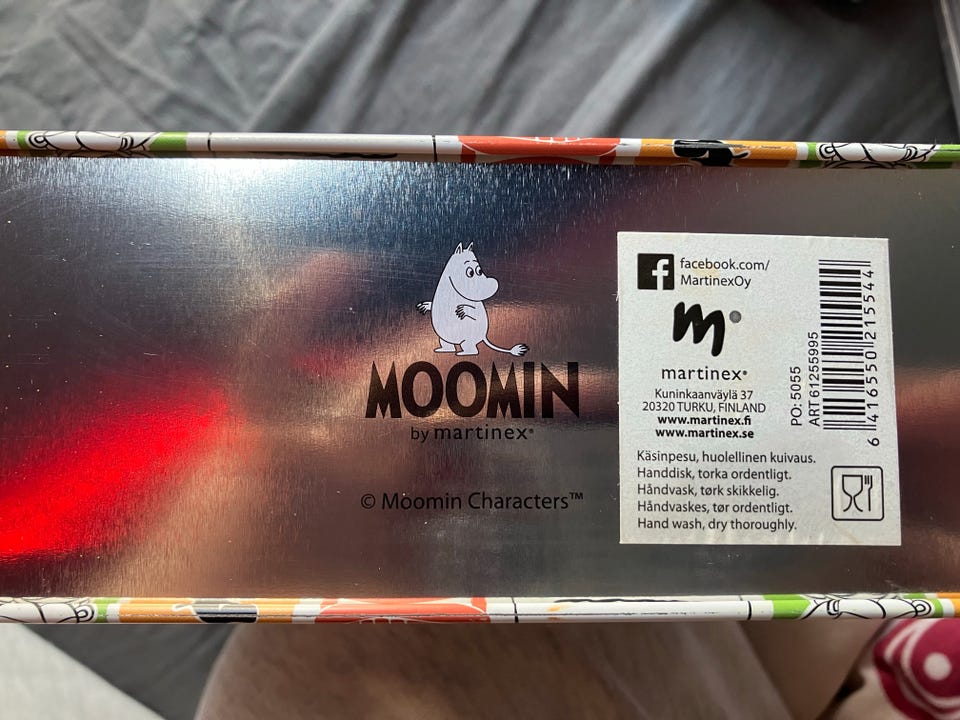 MOOMIN
by martinex®
© Moomin Characters™
facebook.com/
MartinexOy
m
martinex®
Kuninkaanväylä 37
20320 TURKU, FINLAND
www.martinex.fi
www.martinex.se
PO: 5055
ART61255995
6 416550 215544
Käsinpesu, huolellinen kuivaus.
Handdisk, torka ordentligt.
Håndvask, tørk skikkelig.
Håndvaskes, tør ordentligt.
Hand wash, dry thoroughly.